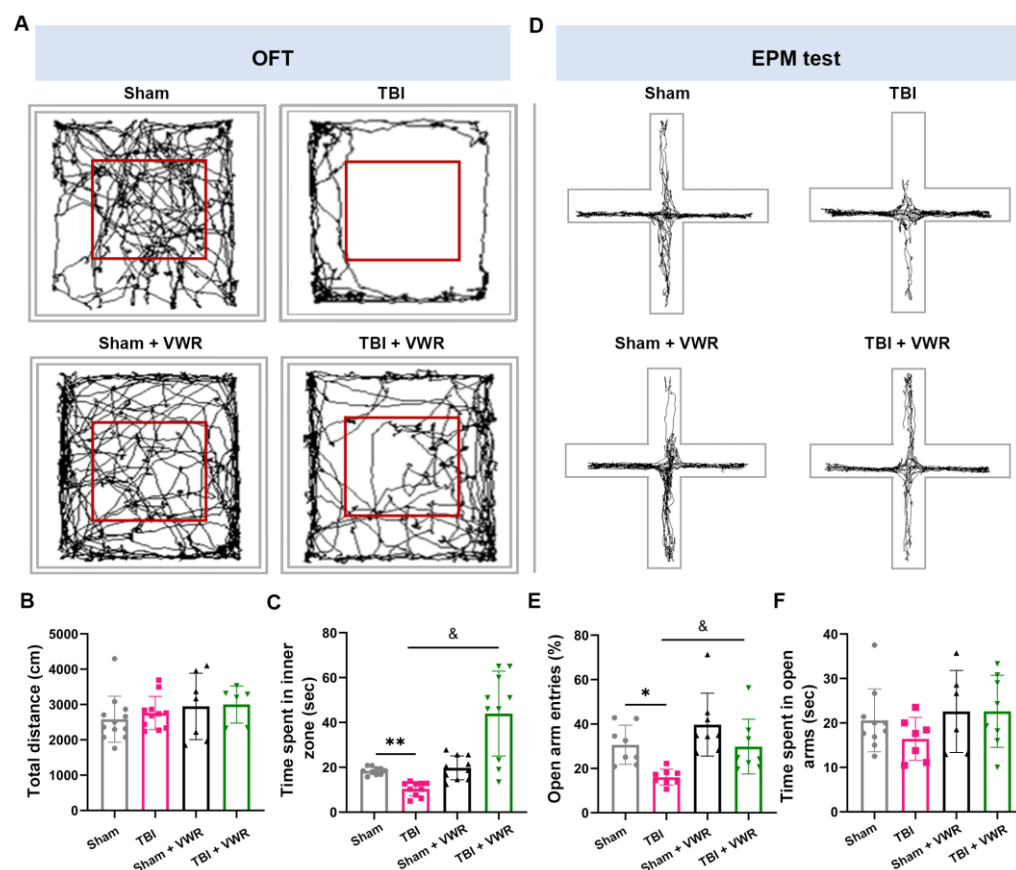 A
OFT
Sham
TBI
Sham + VWR
TBI + VWR
D
EPM test
Sham
TBI
Sham + VWR
TBI + VWR
B
Total distance (cm)
5000
4000
3000
2000
1000
0
Sham
TBI
Sham + VWR
TBI + VWR
C
Time spent in inner
zone (sec)
80
60
40
20
0
**
&
Sham
TBI
Sham + VWR
TBI + VWR
E
Open arm entries (%)
80
60
40
20
0
*
&
Sham
TBI
Sham + VWR
TBI + VWR
F
Time spent in open
arms (sec)
40
30
20
10
0
Sham
TBI
Sham + VWR
TBI + VWR